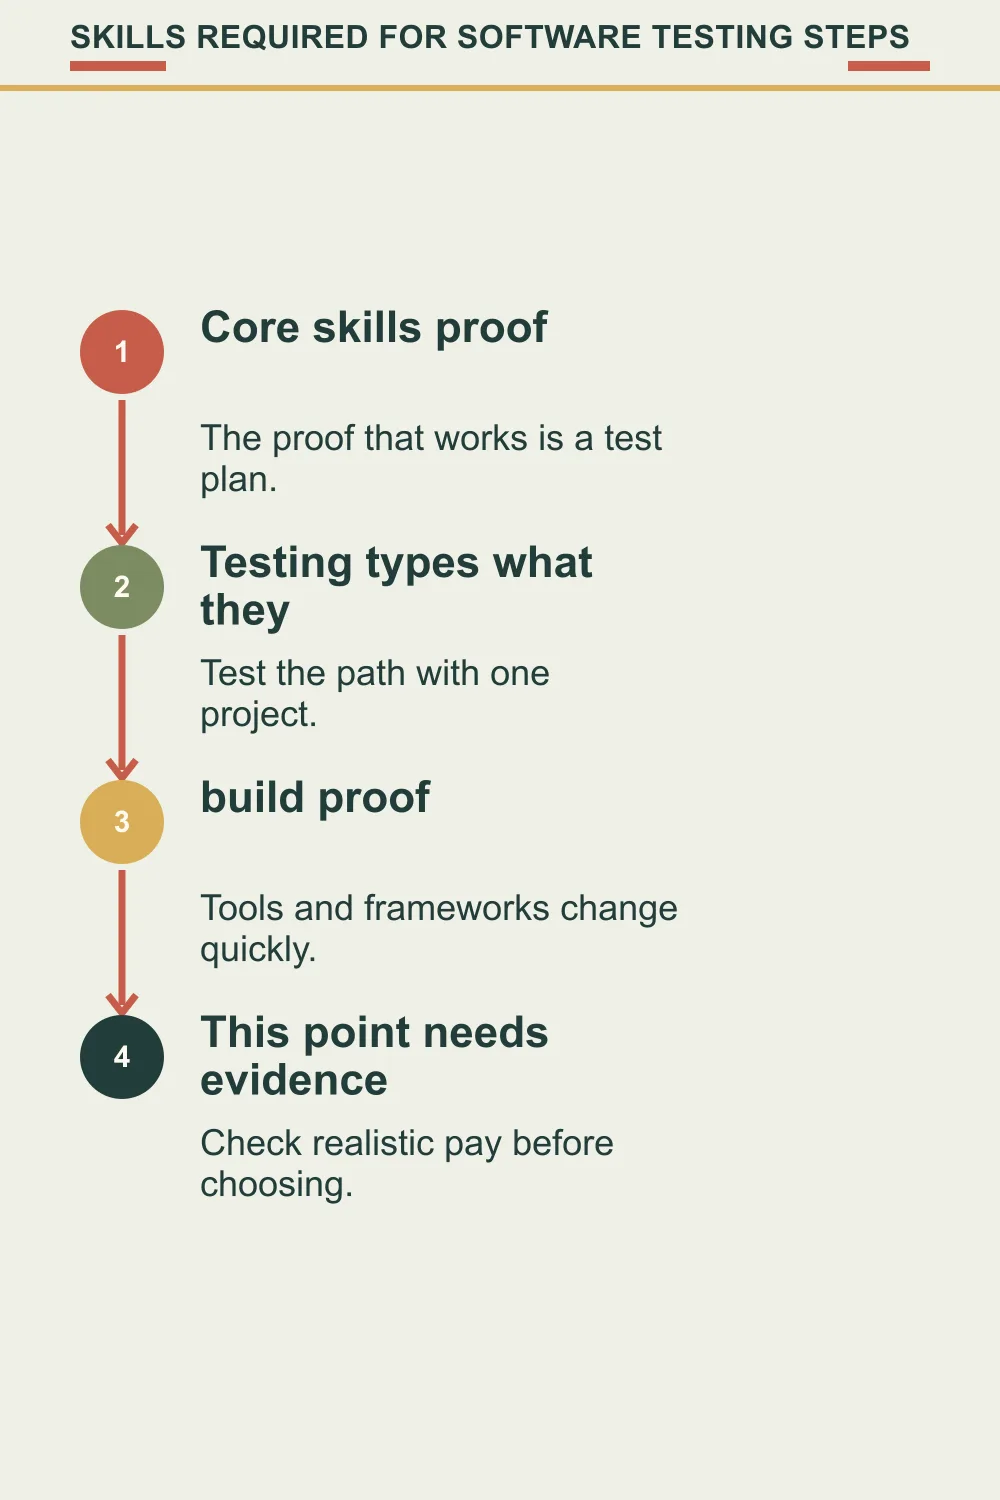 SKILLS REQUIRED FOR SOFTWARE TESTING STEPS
1
Core skills proof
The proof that works is a test
plan.
2
Testing types what
they
Test the path with one
project.
3
build proof
Tools and frameworks change
quickly.
4
This point needs
evidence
Check realistic pay before
choosing.